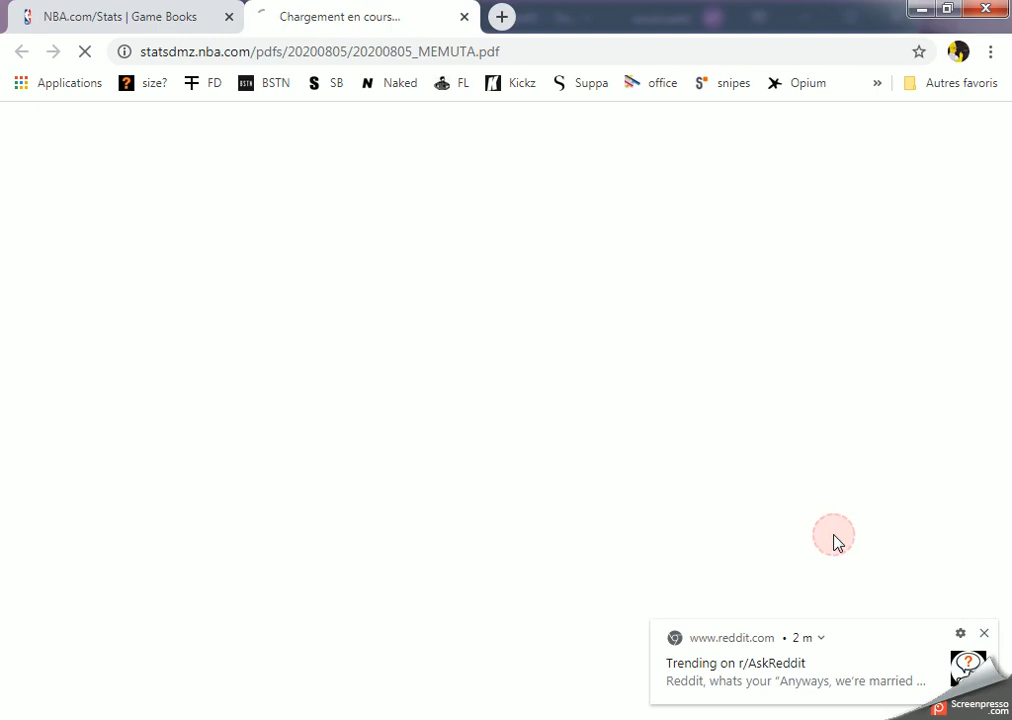 NBA.com/Stats | Game Books
Chargement en cours...
statsdmz.nba.com/pdfs/20200805/20200805_MEMUTA.pdf
Applications size? FD BSTN BSTN SB Naked FL Kickz Suppa office snipes Opium » Autres favoris
www.reddit.com • 2 m
Trending on r/AskReddit
Reddit, whats your “Anyways, we’re married ...
Screenpresso
.com